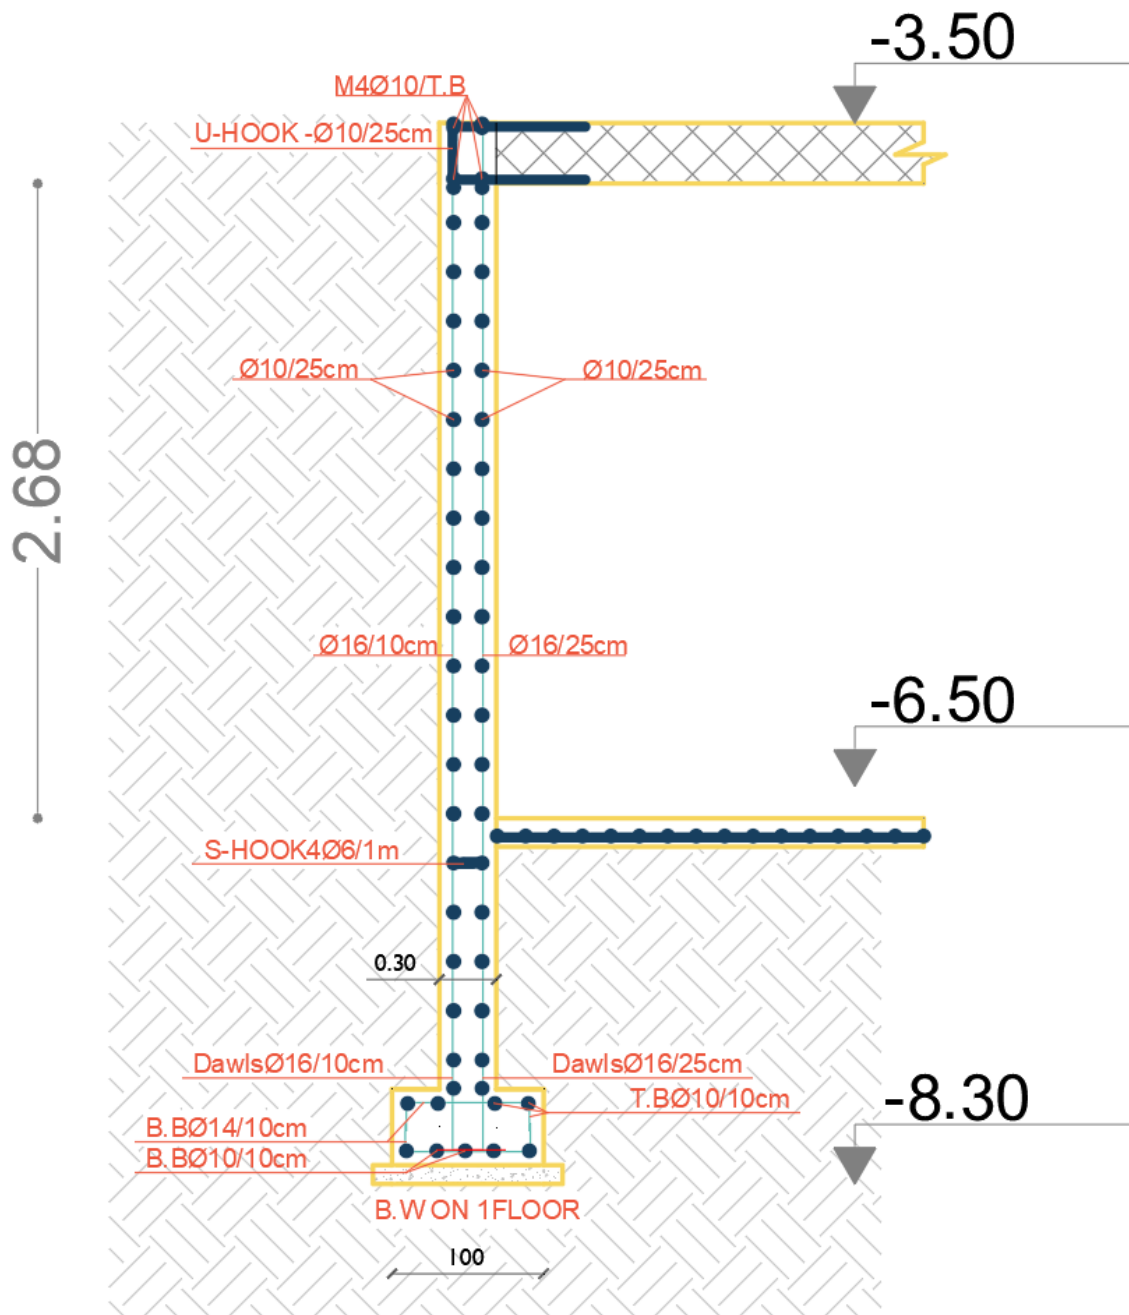 -3.50
M4Ø10/T.B
U-HOOK -Ø10/25cm
Ø10/25cm
Ø10/25cm
2.68
Ø16/10cm
Ø16/25cm
-6.50
S-HOOK4Ø6/1m
0.30
DawlsØ16/10cm
DawlsØ16/25cm
T.BØ10/10cm
-8.30
B.BØ14/10cm
B.BØ10/10cm
B.W ON 1FLOOR
100